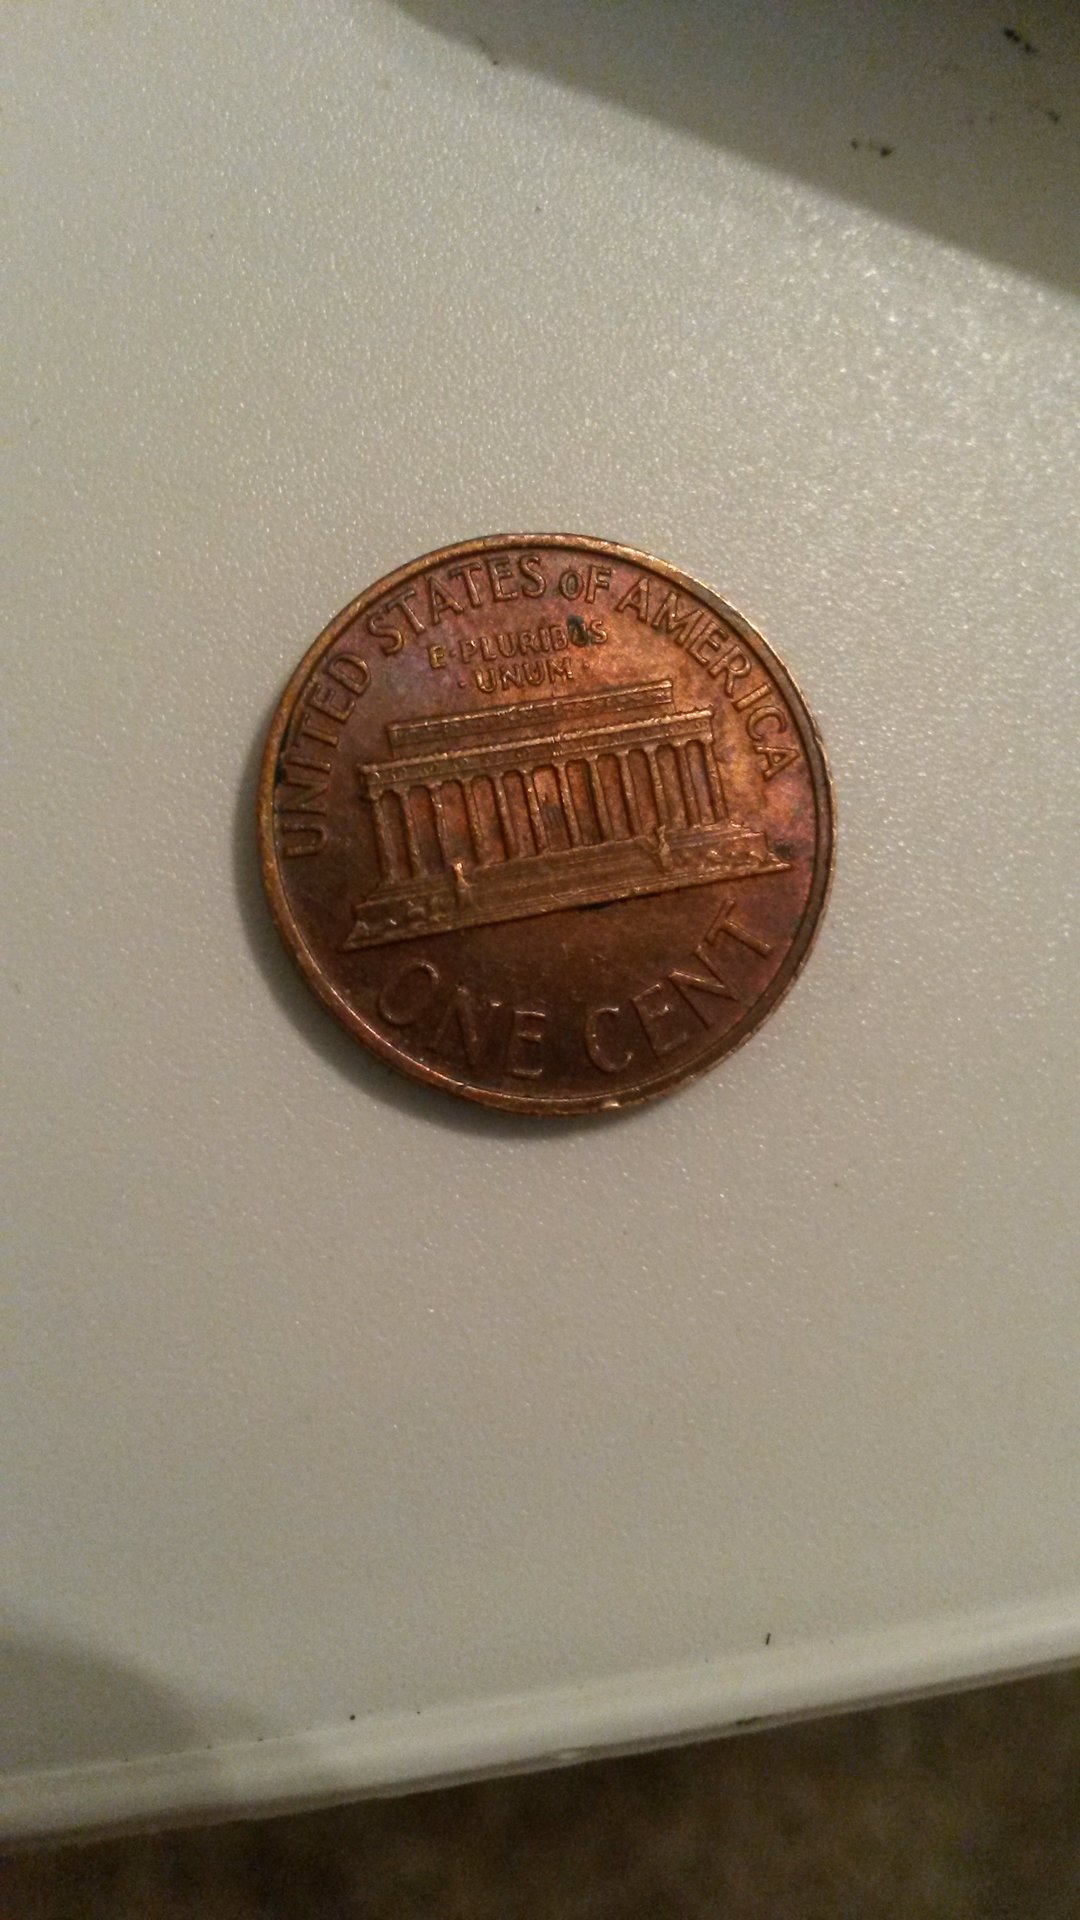 UNITED STATES OF AMERICA
E·PLURIBUS
·UNUM·
ONE CENT